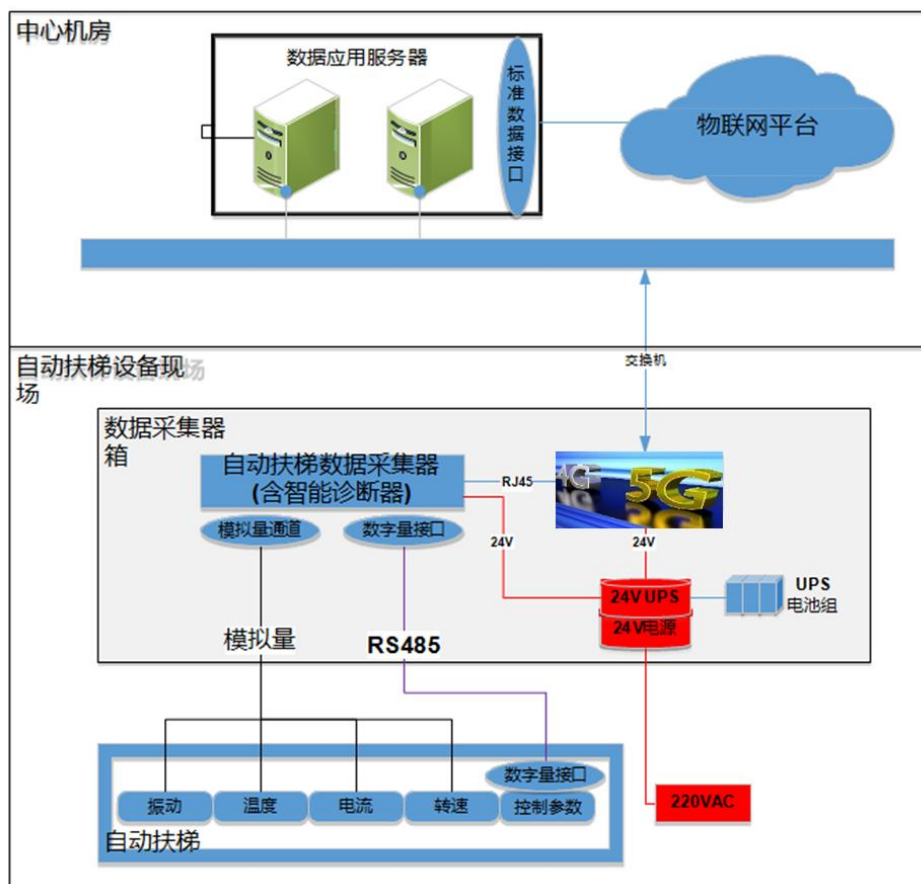 中心机房
数据应用服务器
标
准
数
据
接
口
物联网平台
交换机
自动扶梯设备现
场
数据采集器
箱
自动扶梯数据采集器
(含智能诊断器)
RJ45
4G
5G
模拟量通道
数字量接口
24V
24V
24V UPS
24V电源
UPS
电池组
模拟量
RS485
数字量接口
振动
温度
电流
转速
控制参数
自动扶梯
220VAC